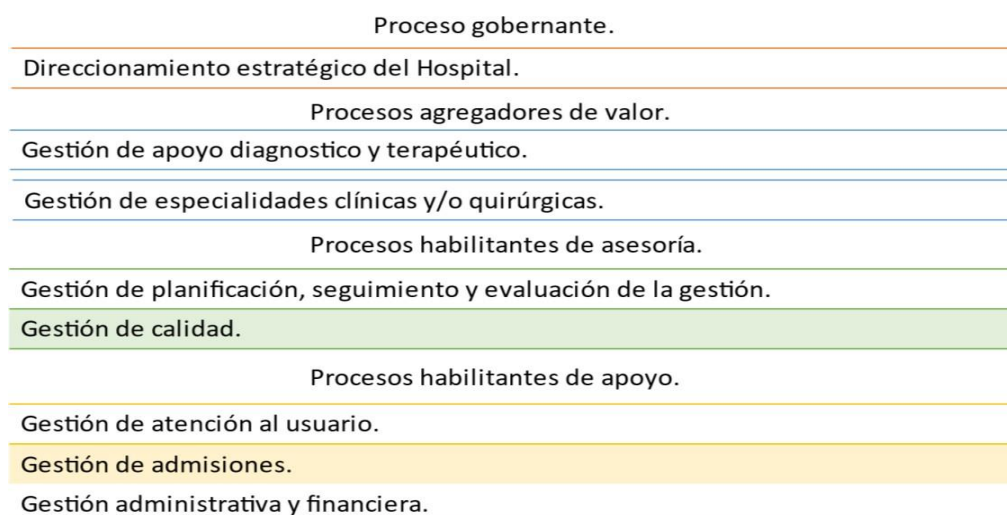 Proceso gobernante.
Direccionamiento estratégico del Hospital.
Procesos agregadores de valor.
Gestión de apoyo diagnostico y terapéutico.
Gestión de especialidades clínicas y/o quirúrgicas.
Procesos habilitantes de asesoría.
Gestión de planificación, seguimiento y evaluación de la gestión.
Gestión de calidad.
Procesos habilitantes de apoyo.
Gestión de atención al usuario.
Gestión de admisiones.
Gestión administrativa y financiera.